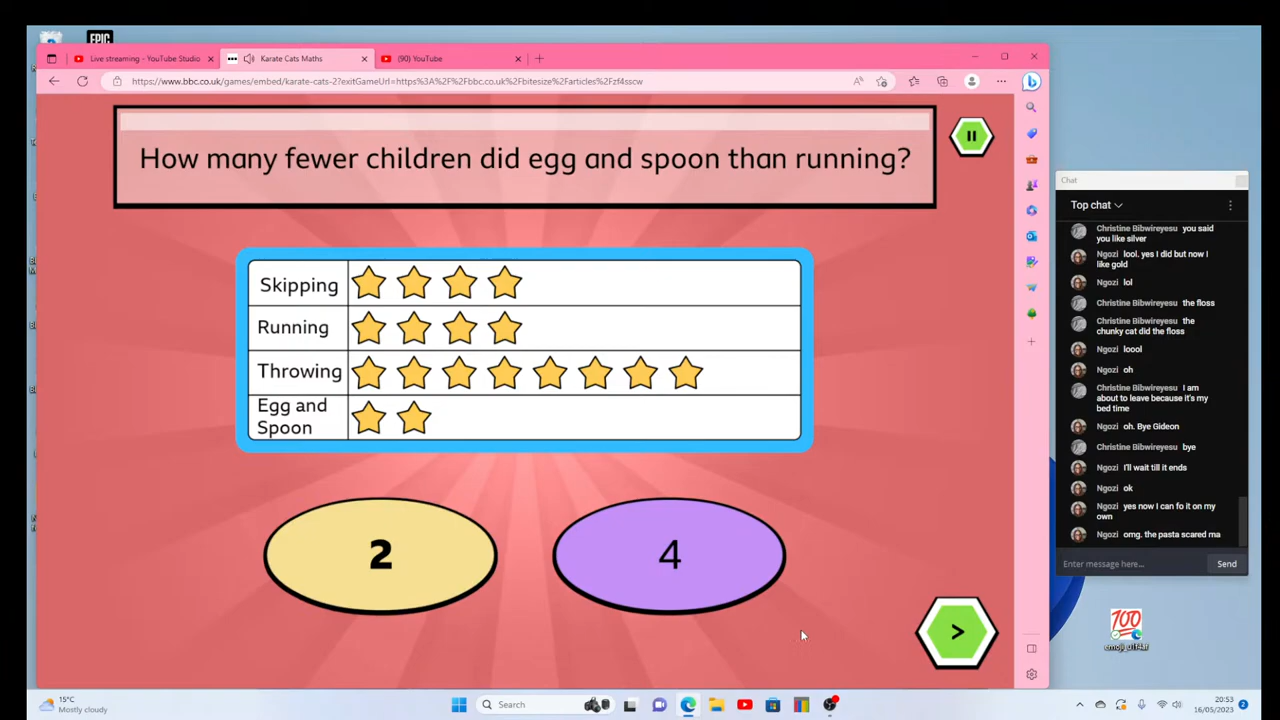 EPIC
Live streaming - YouTube Studio
Karate Cats Maths
(90) YouTube
https://www.bbc.co.uk/games/embed/karate-cats-2?exitGameUrl=https%3A%2F%2Fbbc.co.uk%2Fbitesize%2Farticles%2Fzf4sscw
How many fewer children did egg and spoon than running?
Skipping
Running
Throwing
Egg and
Spoon
2
4
>
Chat
Top chat
Christine Bibwireyesu you said
you like silver
Ngozi lool. yes I did but now I
like gold
Ngozi lol
Christine Bibwireyesu the floss
Christine Bibwireyesu the
chunky cat did the floss
Ngozi loool
Ngozi oh
Christine Bibwireyesu I am
about to leave because it's my
bed time
Ngozi oh. Bye Gideon
Christine Bibwireyesu bye
Ngozi I'll wait till it ends
Ngozi ok
Ngozi yes now I can fo it on my
own
Ngozi omg. the pasta scared ma
Enter message here...
Send
100
emoji_u1f4af
15°C
Mostly cloudy
Search
20:53
16/05/2023
2